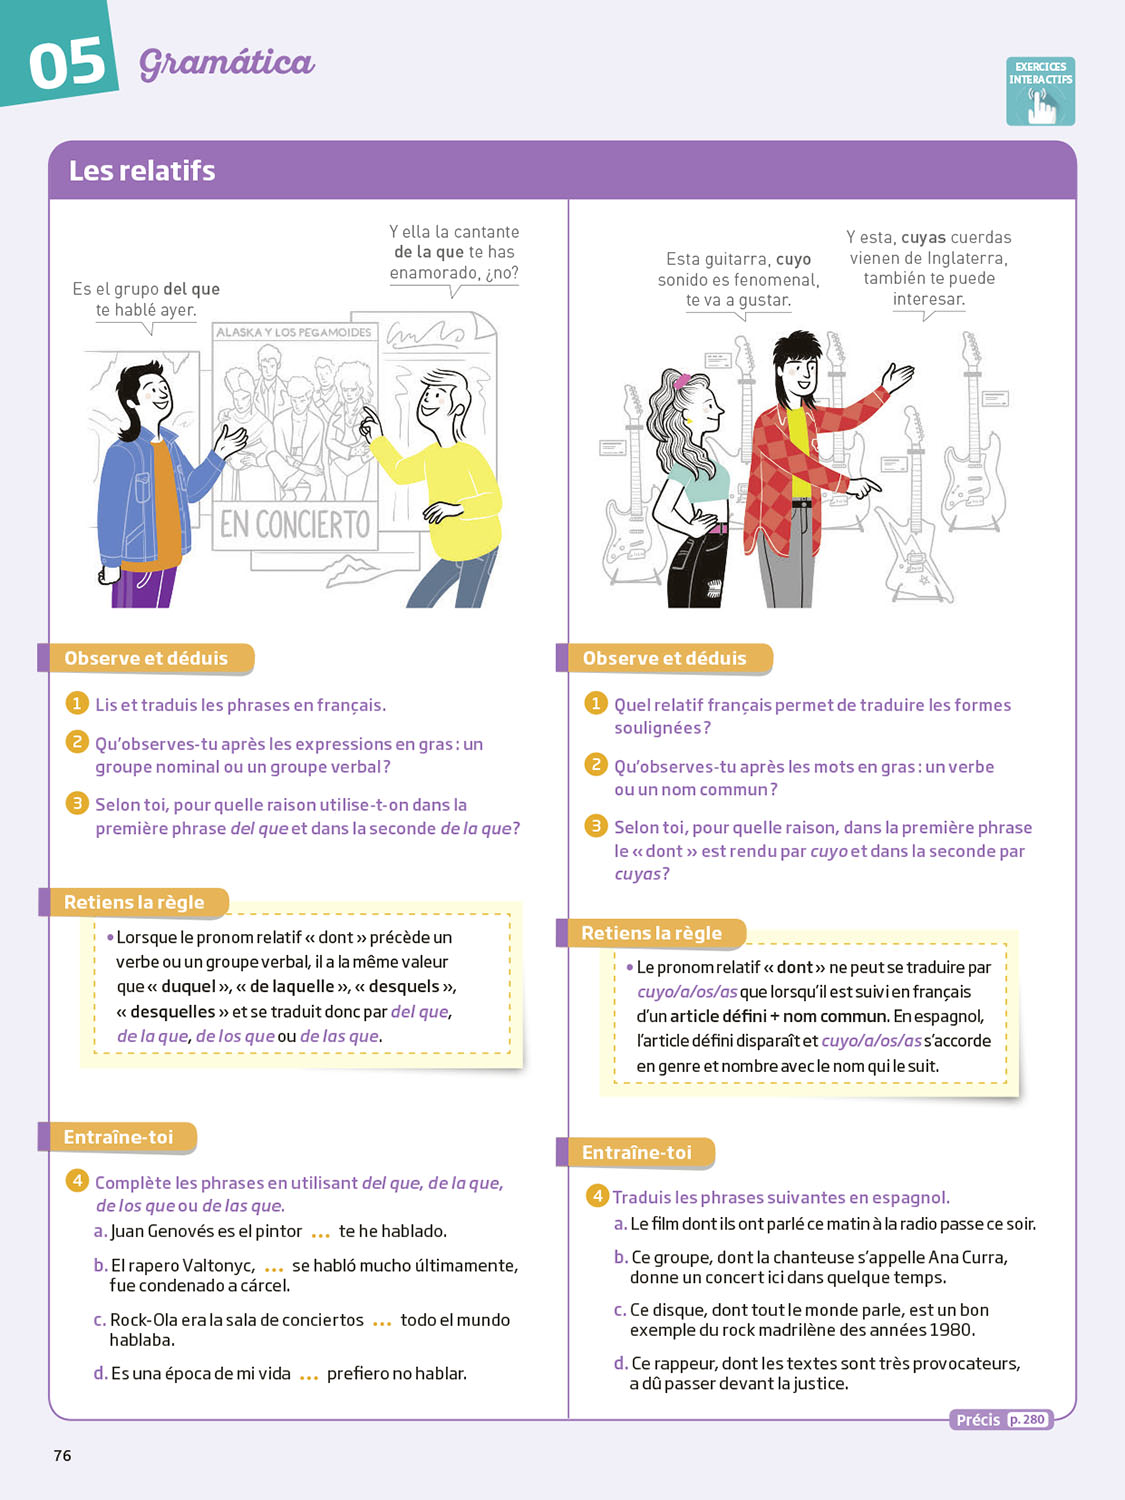 05
Gramática
EXERCICES
INTERACTIFS
Les relatifs
Es el grupo del que
te hablé ayer.
Y ella la cantante
de la que te has
enamorado, ¿no?
ALASKA Y LOS PEGAMOIDES
EN CONCIERTO
Observe et déduis
1 Lis et traduis les phrases en français.
2 Qu'observes-tu après les expressions en gras : un
groupe nominal ou un groupe verbal ?
3 Selon toi, pour quelle raison utilise-t-on dans la
première phrase del que et dans la seconde de la que ?
Retiens la règle
• Lorsque le pronom relatif « dont » précède un
verbe ou un groupe verbal, il a la même valeur
que « duquel », « de laquelle », « desquels »,
« desquelles » et se traduit donc par del que,
de la que, de los que ou de las que.
Entraîne-toi
4 Complète les phrases en utilisant del que, de la que,
de los que ou de las que.
a. Juan Genovés es el pintor ... te he hablado.
b. El rapero Valtonyc, ... se habló mucho últimamente,
fue condenado a cárcel.
c. Rock-Ola era la sala de conciertos ... todo el mundo
hablaba.
d. Es una época de mi vida ... prefiero no hablar.
Esta guitarra, cuyo
sonido es fenomenal,
te va a gustar.
Y esta, cuyas cuerdas
vienen de Inglaterra,
también te puede
interesar.
Observe et déduis
1 Quel relatif français permet de traduire les formes
soulignées ?
2 Qu'observes-tu après les mots en gras : un verbe
ou un nom commun ?
3 Selon toi, pour quelle raison, dans la première phrase
le « dont » est rendu par cuyo et dans la seconde par
cuyas ?
Retiens la règle
• Le pronom relatif « dont » ne peut se traduire par
cuyo/a/os/as que lorsqu'il est suivi en français
d'un article défini + nom commun. En espagnol,
l'article défini disparaît et cuyo/a/os/as s'accorde
en genre et nombre avec le nom qui le suit.
Entraîne-toi
4 Traduis les phrases suivantes en espagnol.
a. Le film dont ils ont parlé ce matin à la radio passe ce soir.
b. Ce groupe, dont la chanteuse s'appelle Ana Curra,
donne un concert ici dans quelque temps.
c. Ce disque, dont tout le monde parle, est un bon
exemple du rock madrilène des années 1980.
d. Ce rappeur, dont les textes sont très provocateurs,
a dû passer devant la justice.
Précis p. 280
76